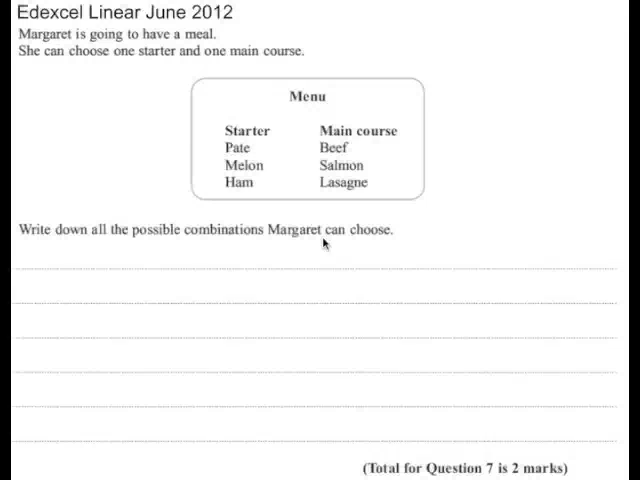 Edexcel Linear June 2012
Margaret is going to have a meal.
She can choose one starter and one main course.
Menu
Starter Main course
Pate Beef
Melon Salmon
Ham Lasagne
Write down all the possible combinations Margaret can choose.
(Total for Question 7 is 2 marks)